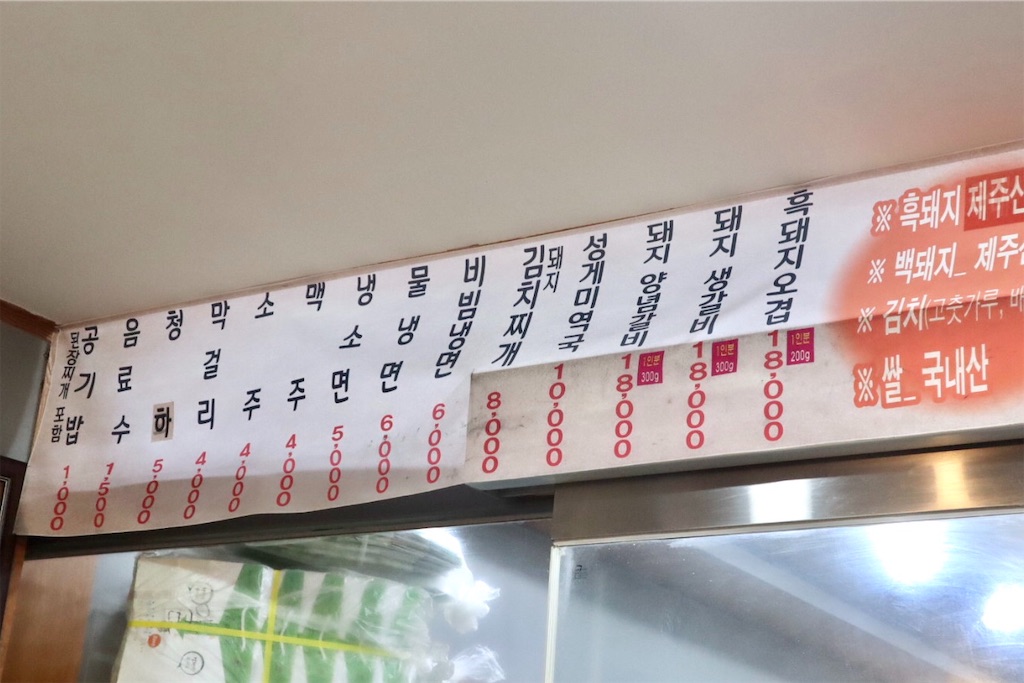 공기밥 된장찌개 포함 1,000
음료수 1,500
청하 5,000
막걸리 4,000
소주 4,000
맥주 4,000
냉소면 5,000
물냉면 6,000
비빔냉면 6,000
돼지 김치찌개 8,000
성게미역국 10,000
돼지 양념갈비 1인분 300g 18,000
돼지 생갈비 1인분 300g 18,000
흑돼지오겹 1인분 200g 18,000
※ 흑돼지 제주산
※ 백돼지_ 제주산
※ 김치(고춧가루, 배
※ 쌀_ 국내산